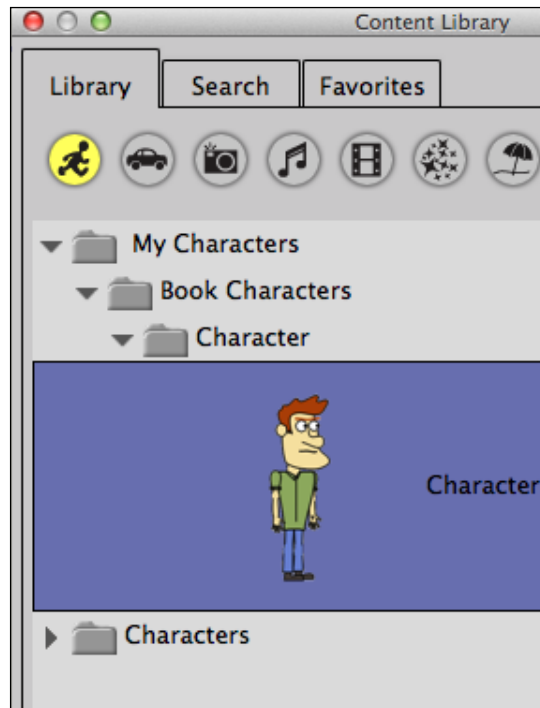 Content Library
Library Search Favorites
My Characters
Book Characters
Character
Character
Characters